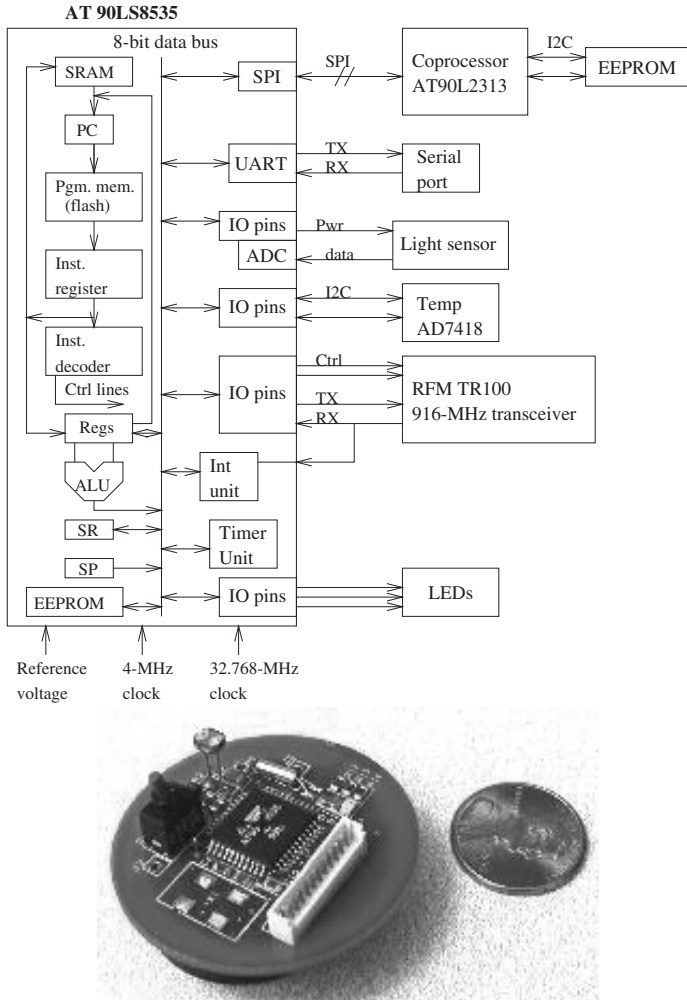 AT 90LS8535
8-bit data bus
SRAM
PC
Pgm. mem.
(flash)
Inst.
register
Inst.
decoder
Ctrl lines
Regs
ALU
SR
SP
EEPROM
SPI
UART
IO pins
ADC
IO pins
IO pins
Int
unit
Timer
Unit
IO pins
SPI
Coprocessor
AT90L2313
I2C
EEPROM
TX
RX
Serial
port
Pwr
data
Light sensor
I2C
Temp
AD7418
Ctrl
TX
RX
RFM TR100
916-MHz transceiver
LEDs
Reference
voltage
4-MHz
clock
32.768-MHz
clock